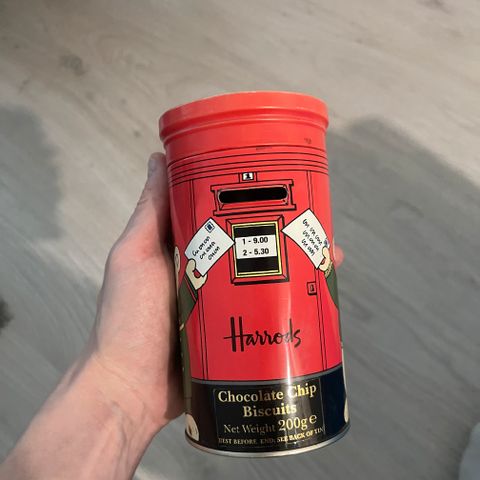 1 - 9.00
2 - 5.30
Harrods
Chocolate Chip
Biscuits
Net Weight 200g e
BEST BEFORE END: SEE BACK OF TIN